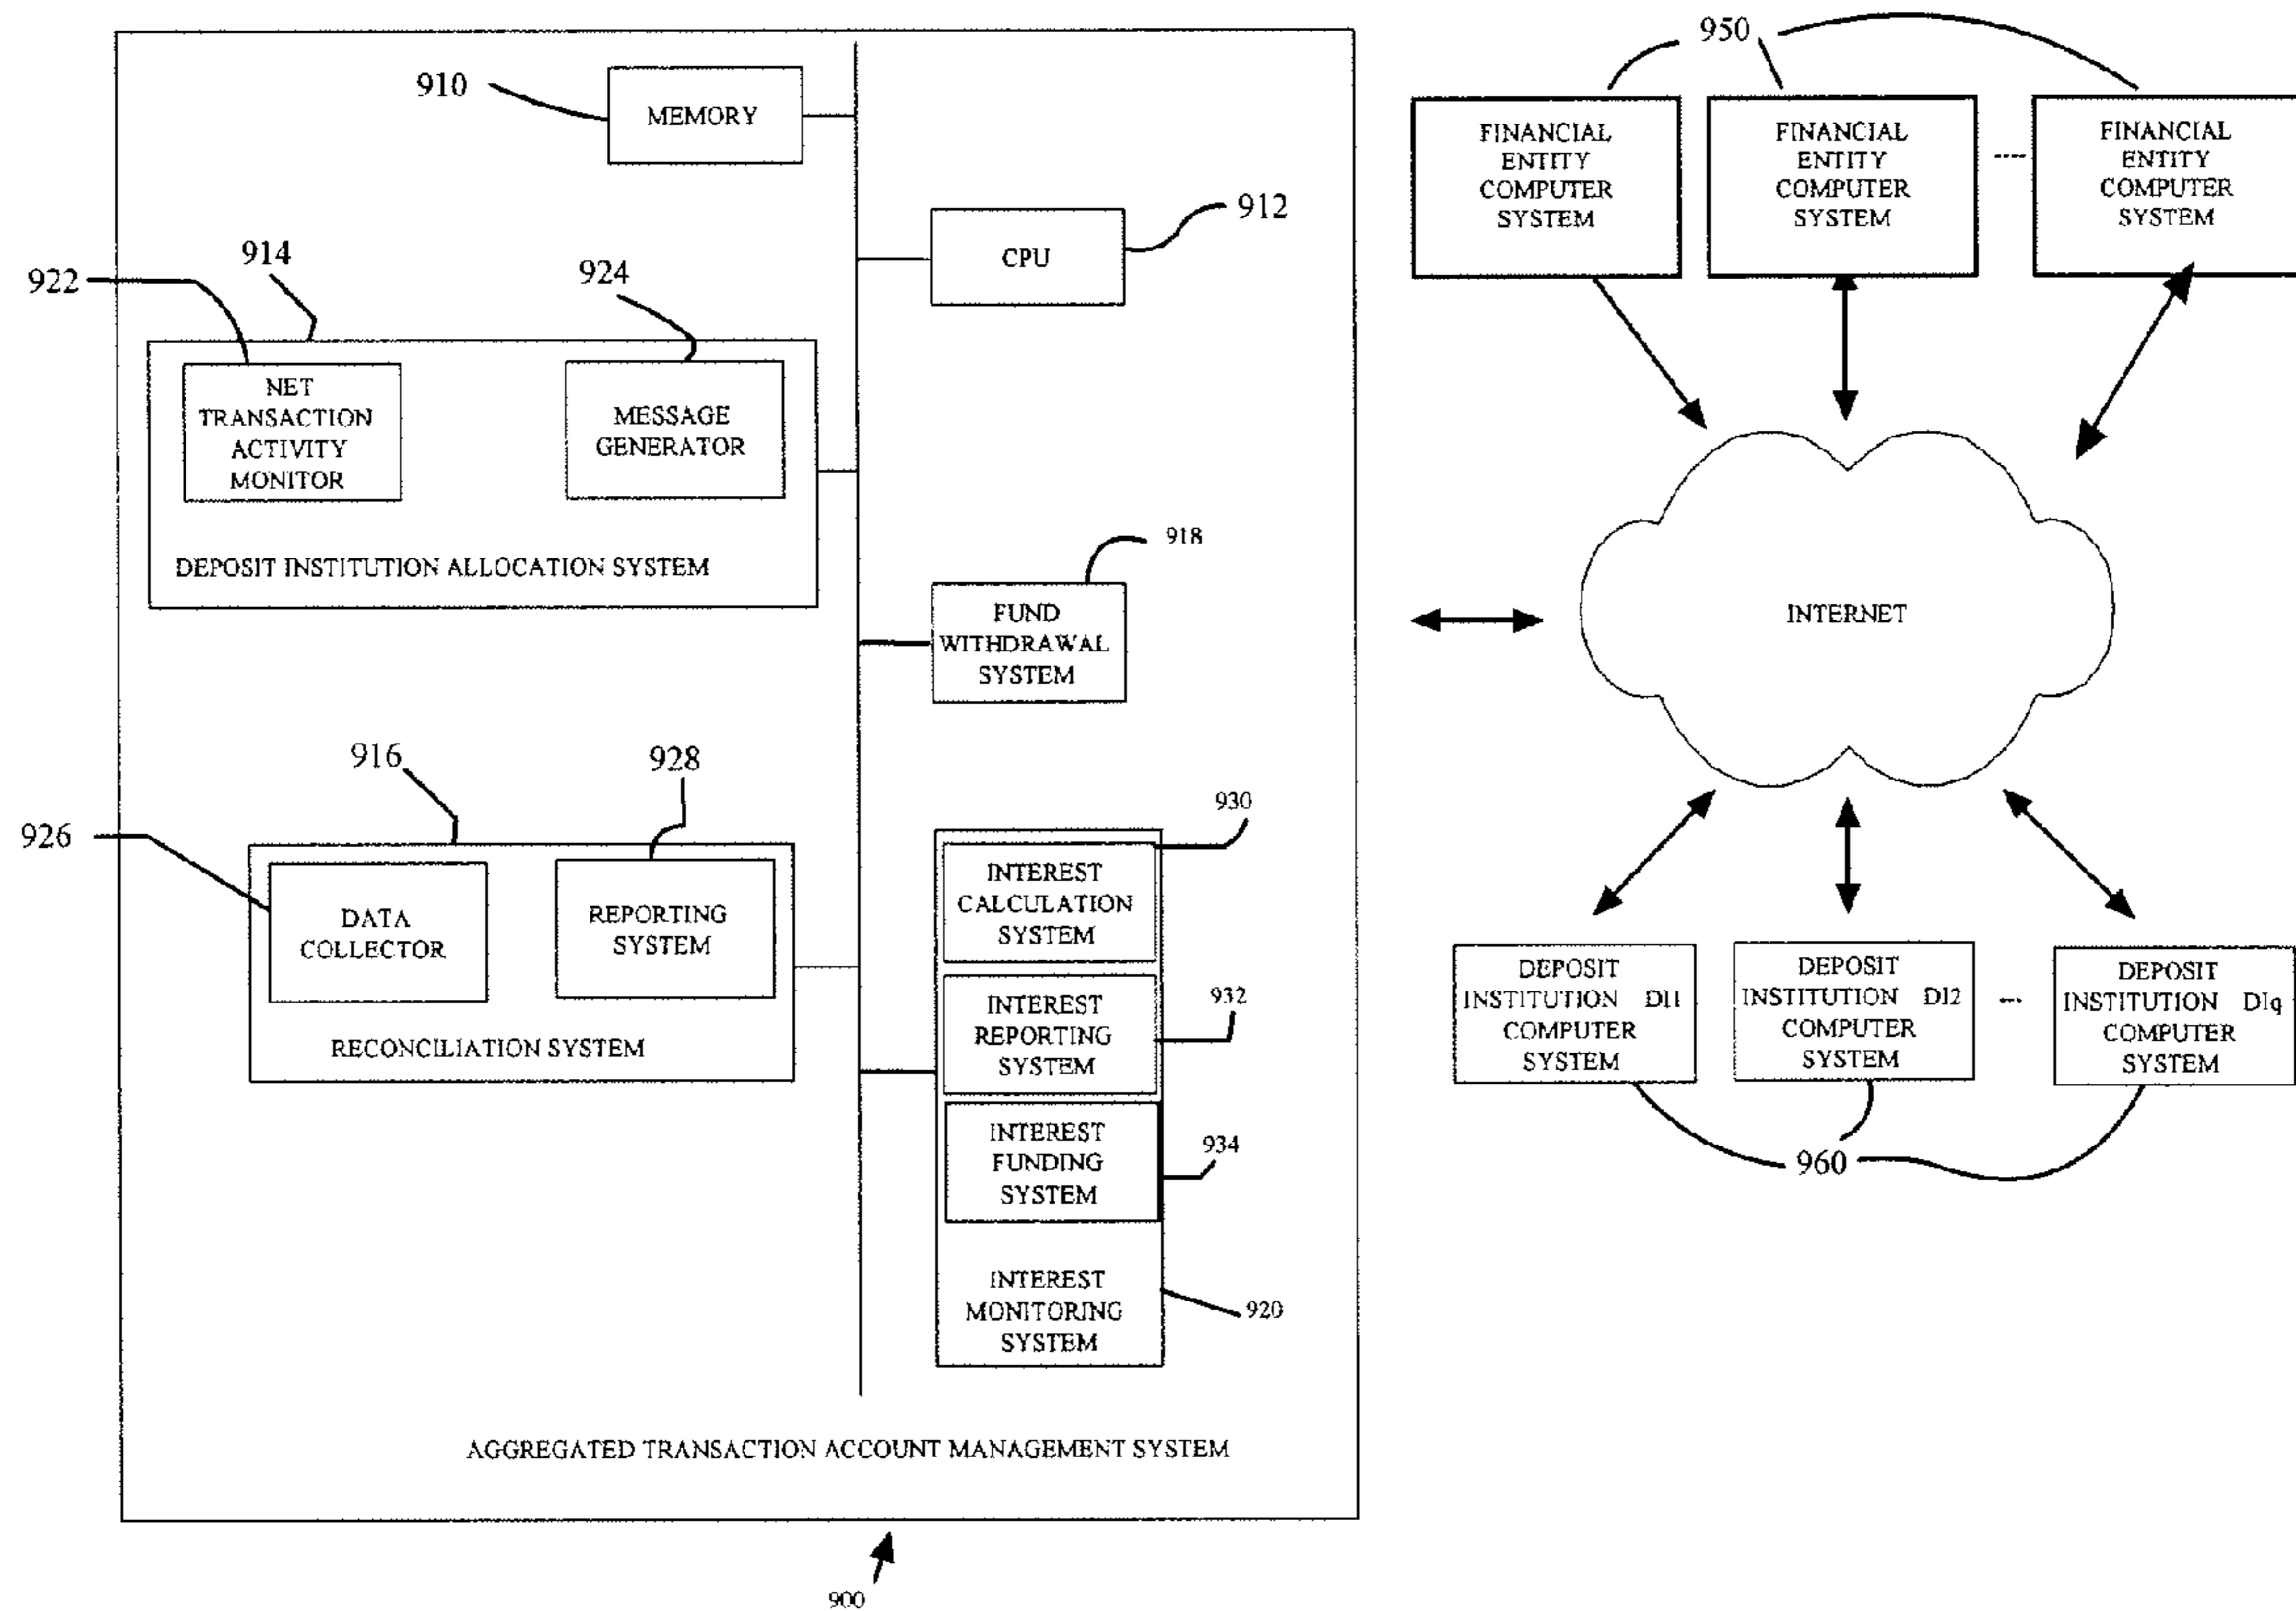 910
MEMORY
912
CPU
914
922
924
NET
TRANSACTION
ACTIVITY
MONITOR
MESSAGE
GENERATOR
DEPOSIT INSTITUTION ALLOCATION SYSTEM
918
FUND
WITHDRAWAL
SYSTEM
916
928
926
DATA
COLLECTOR
REPORTING
SYSTEM
RECONCILIATION SYSTEM
930
INTEREST
CALCULATION
SYSTEM
932
INTEREST
REPORTING
SYSTEM
934
INTEREST
FUNDING
SYSTEM
INTEREST
MONITORING
SYSTEM
920
AGGREGATED TRANSACTION ACCOUNT MANAGEMENT SYSTEM
900
950
FINANCIAL
ENTITY
COMPUTER
SYSTEM
FINANCIAL
ENTITY
COMPUTER
SYSTEM
----
FINANCIAL
ENTITY
COMPUTER
SYSTEM
INTERNET
DEPOSIT
INSTITUTION DI1
COMPUTER
SYSTEM
DEPOSIT
INSTITUTION DI2
COMPUTER
SYSTEM
---
DEPOSIT
INSTITUTION DIq
COMPUTER
SYSTEM
960